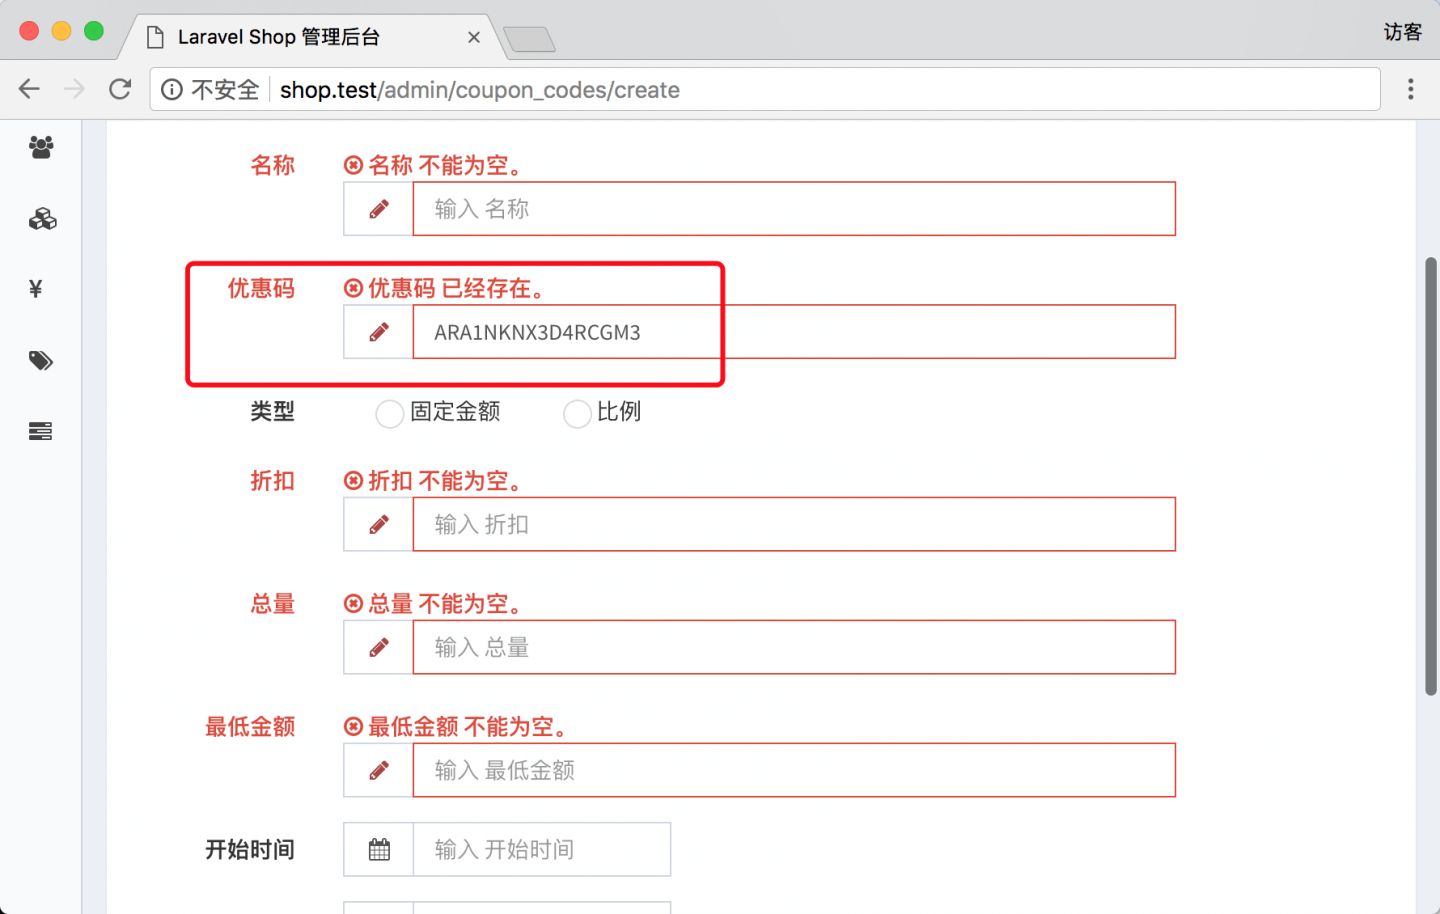 Laravel Shop 管理后台
访客
不安全
shop.test/admin/coupon_codes/create
名称
名称 不能为空。
输入 名称
优惠码
优惠码 已经存在。
ARA1NKNX3D4RCGM3
类型
固定金额
比例
折扣
折扣 不能为空。
输入 折扣
总量
总量 不能为空。
输入 总量
最低金额
最低金额 不能为空。
输入 最低金额
开始时间
输入 开始时间